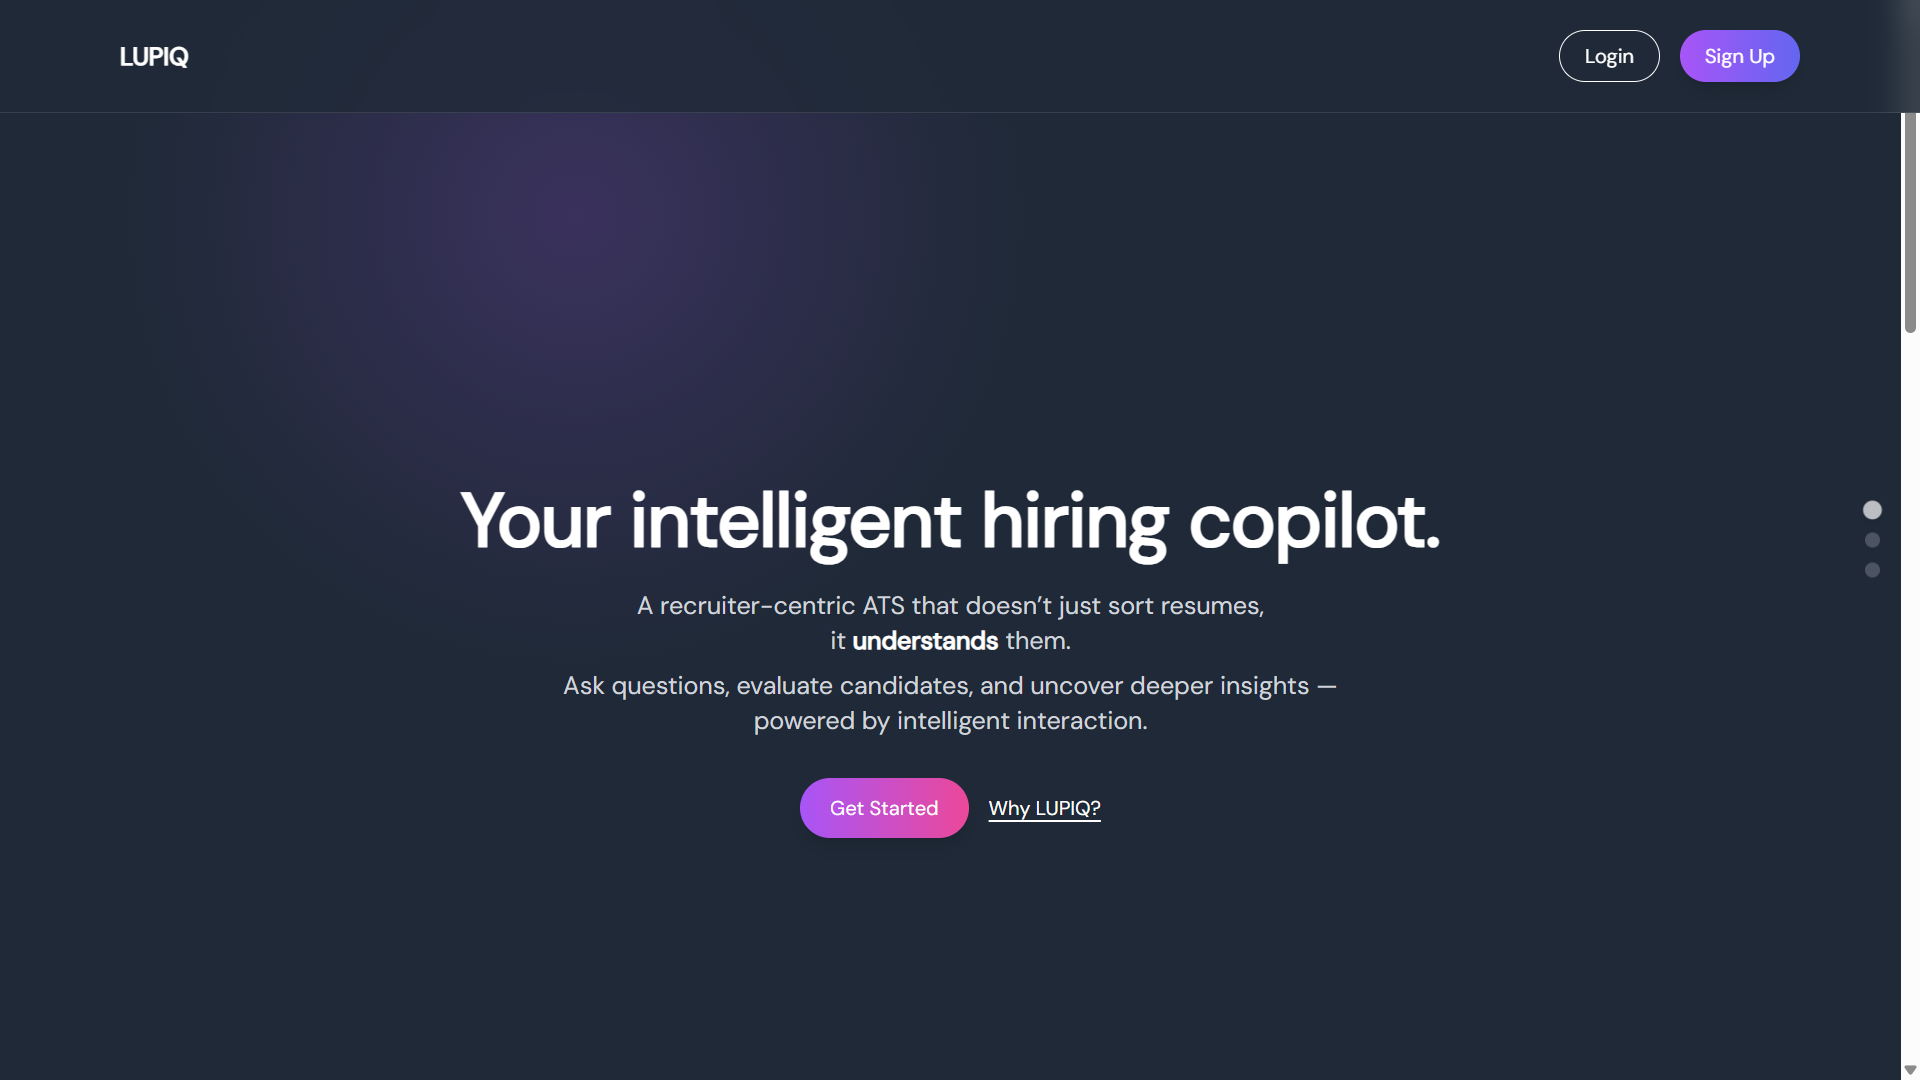 LUPIQ
Login
Sign Up
Your intelligent hiring copilot.
A recruiter-centric ATS that doesn’t just sort resumes,
it understands them.
Ask questions, evaluate candidates, and uncover deeper insights —
powered by intelligent interaction.
Get Started
Why LUPIQ?